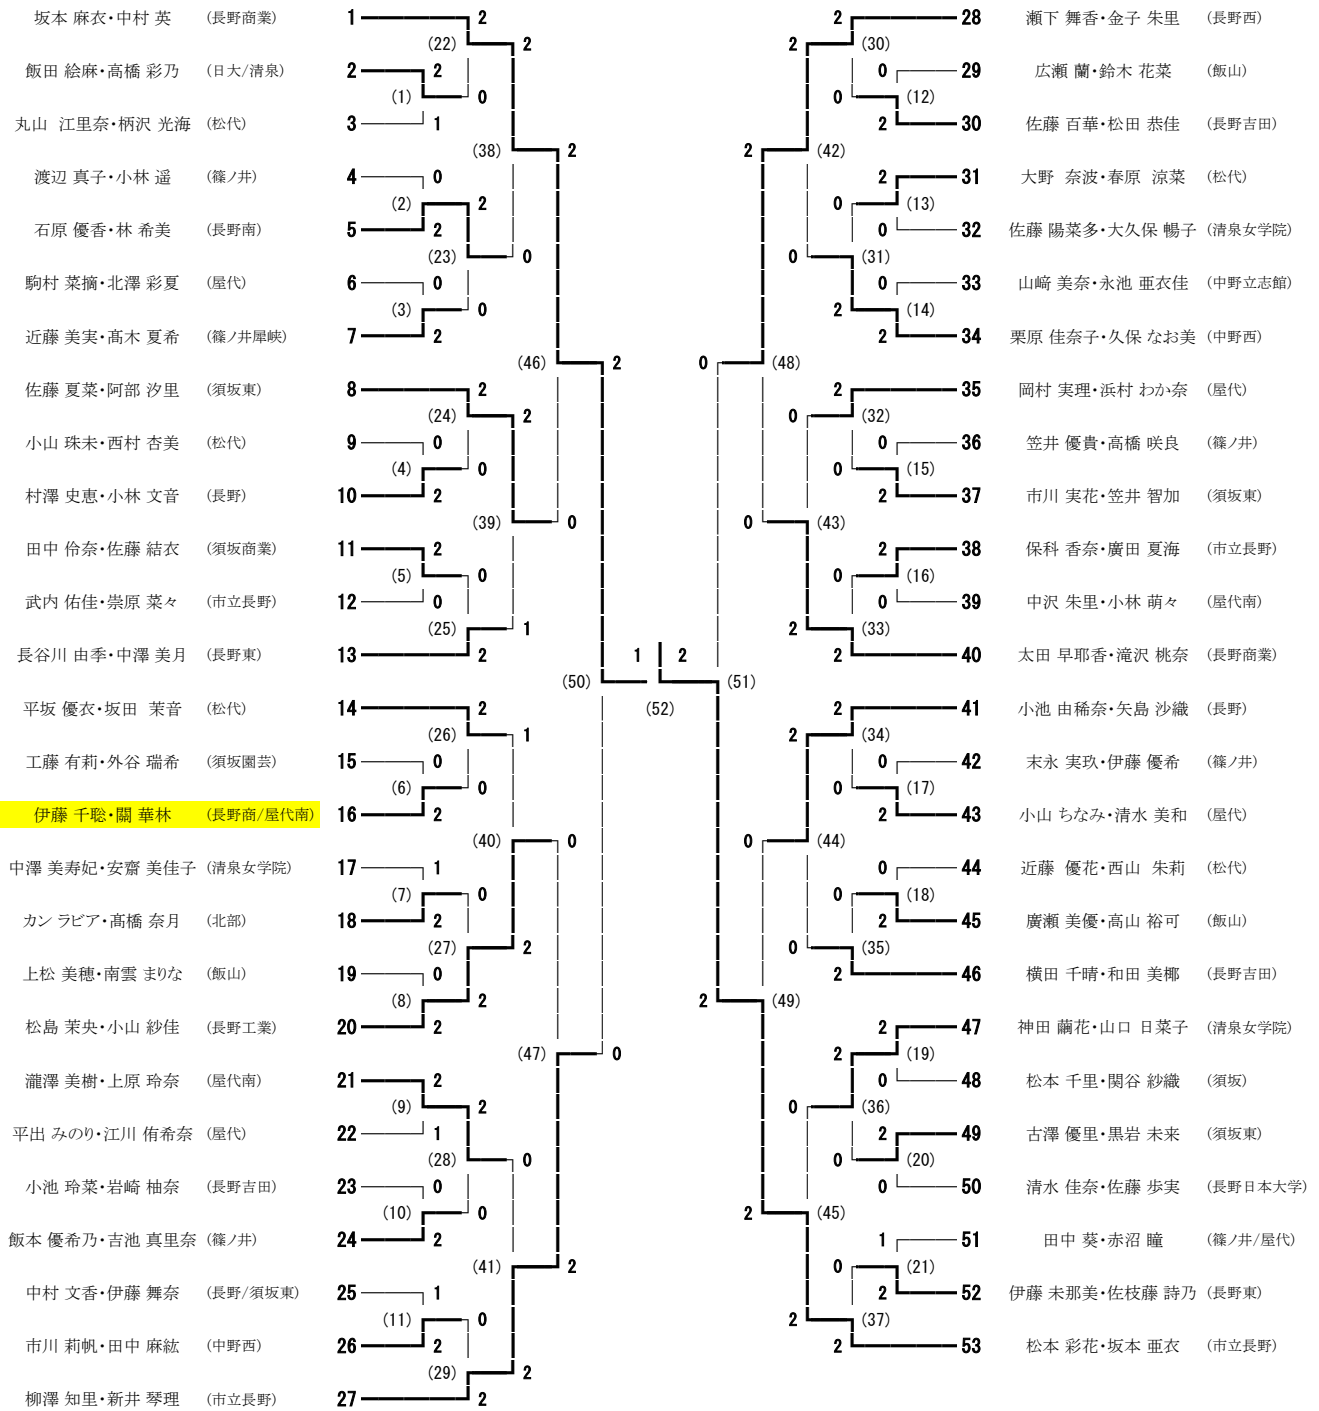 坂本 麻衣・中村 英 (長野商業) 1 2 2 28 瀬下 舞香・金子 朱里 (長野西)
(22) 2 2 (30)
飯田 絵麻・高橋 彩乃 (日大/清泉) 2 2 0 29 広瀬 蘭・鈴木 花菜 (飯山)
(1) 0 0 (12)
丸山 江里奈・柄沢 光海 (松代) 3 1 2 30 佐藤 百華・松田 恭佳 (長野吉田)
(38) 2 2 (42)
渡辺 真子・小林 遥 (篠ノ井) 4 0 2 31 大野 奈波・春原 涼菜 (松代)
(2) 2 0 (13)
石原 優香・林 希美 (長野南) 5 2 0 32 佐藤 陽菜多・大久保 暢子 (清泉女学院)
(23) 0 0 (31)
駒村 菜摘・北澤 彩夏 (屋代) 6 0 0 33 山﨑 美奈・永池 亜衣佳 (中野立志館)
(3) 0 2 (14)
近藤 美実・髙木 夏希 (篠ノ井犀峡) 7 2 2 34 栗原 佳奈子・久保 なお美 (中野西)
(46) 2 0 (48)
佐藤 夏菜・阿部 汐里 (須坂東) 8 2 2 35 岡村 実理・浜村 わか奈 (屋代)
(24) 2 0 (32)
小山 珠未・西村 杏美 (松代) 9 0 0 36 笠井 優貴・高橋 咲良 (篠ノ井)
(4) 0 0 (15)
村澤 史恵・小林 文音 (長野) 10 2 2 37 市川 実花・笠井 智加 (須坂東)
(39) 0 0 (43)
田中 伶奈・佐藤 結衣 (須坂商業) 11 2 2 38 保科 香奈・廣田 夏海 (市立長野)
(5) 0 0 (16)
武内 佑佳・崇原 菜々 (市立長野) 12 0 0 39 中沢 朱里・小林 萌々 (屋代南)
(25) 1 2 (33)
長谷川 由季・中澤 美月 (長野東) 13 2 1 2 2 40 太田 早耶香・滝沢 桃奈 (長野商業)
(50) (51)
平坂 優衣・坂田 茉音 (松代) 14 2 (52) 2 41 小池 由稀奈・矢島 沙織 (長野)
(26) 1 2 (34)
工藤 有莉・外谷 瑞希 (須坂園芸) 15 0 0 42 末永 実玖・伊藤 優希 (篠ノ井)
(6) 0 0 (17)
伊藤 千聡・關 華林 (長野商/屋代南) 16 2 2 43 小山 ちなみ・清水 美和 (屋代)
(40) 0 0 (44)
中澤 美寿妃・安齋 美佳子 (清泉女学院) 17 1 0 44 近藤 優花・西山 朱莉 (松代)
(7) 0 0 (18)
カン ラビア・髙橋 奈月 (北部) 18 2 2 45 廣瀬 美優・高山 裕可 (飯山)
(27) 2 0 (35)
上松 美穂・南雲 まりな (飯山) 19 0 2 46 横田 千晴・和田 美椰 (長野吉田)
(8) 2 2 (49)
松島 茉央・小山 紗佳 (長野工業) 20 2 2 47 神田 繭花・山口 日菜子 (清泉女学院)
(47) 0 2 (19)
瀧澤 美樹・上原 玲奈 (屋代南) 21 2 0 48 松本 千里・関谷 紗織 (須坂)
(9) 2 0 (36)
平出 みのり・江川 侑希奈 (屋代) 22 1 2 49 古澤 優里・黒岩 未来 (須坂東)
(28) 0 0 (20)
小池 玲菜・岩崎 柚奈 (長野吉田) 23 0 0 50 清水 佳奈・佐藤 歩実 (長野日本大学)
(10) 0 2 (45)
飯本 優希乃・吉池 真里奈 (篠ノ井) 24 2 1 51 田中 葵・赤沼 瞳 (篠ノ井/屋代)
(41) 2 0 (21)
中村 文香・伊藤 舞奈 (長野/須坂東) 25 1 2 52 伊藤 未那美・佐枝藤 詩乃 (長野東)
(11) 0 2 (37)
市川 莉帆・田中 麻紘 (中野西) 26 2 2 53 松本 彩花・坂本 亜衣 (市立長野)
(29) 2
柳澤 知里・新井 琴理 (市立長野) 27 2